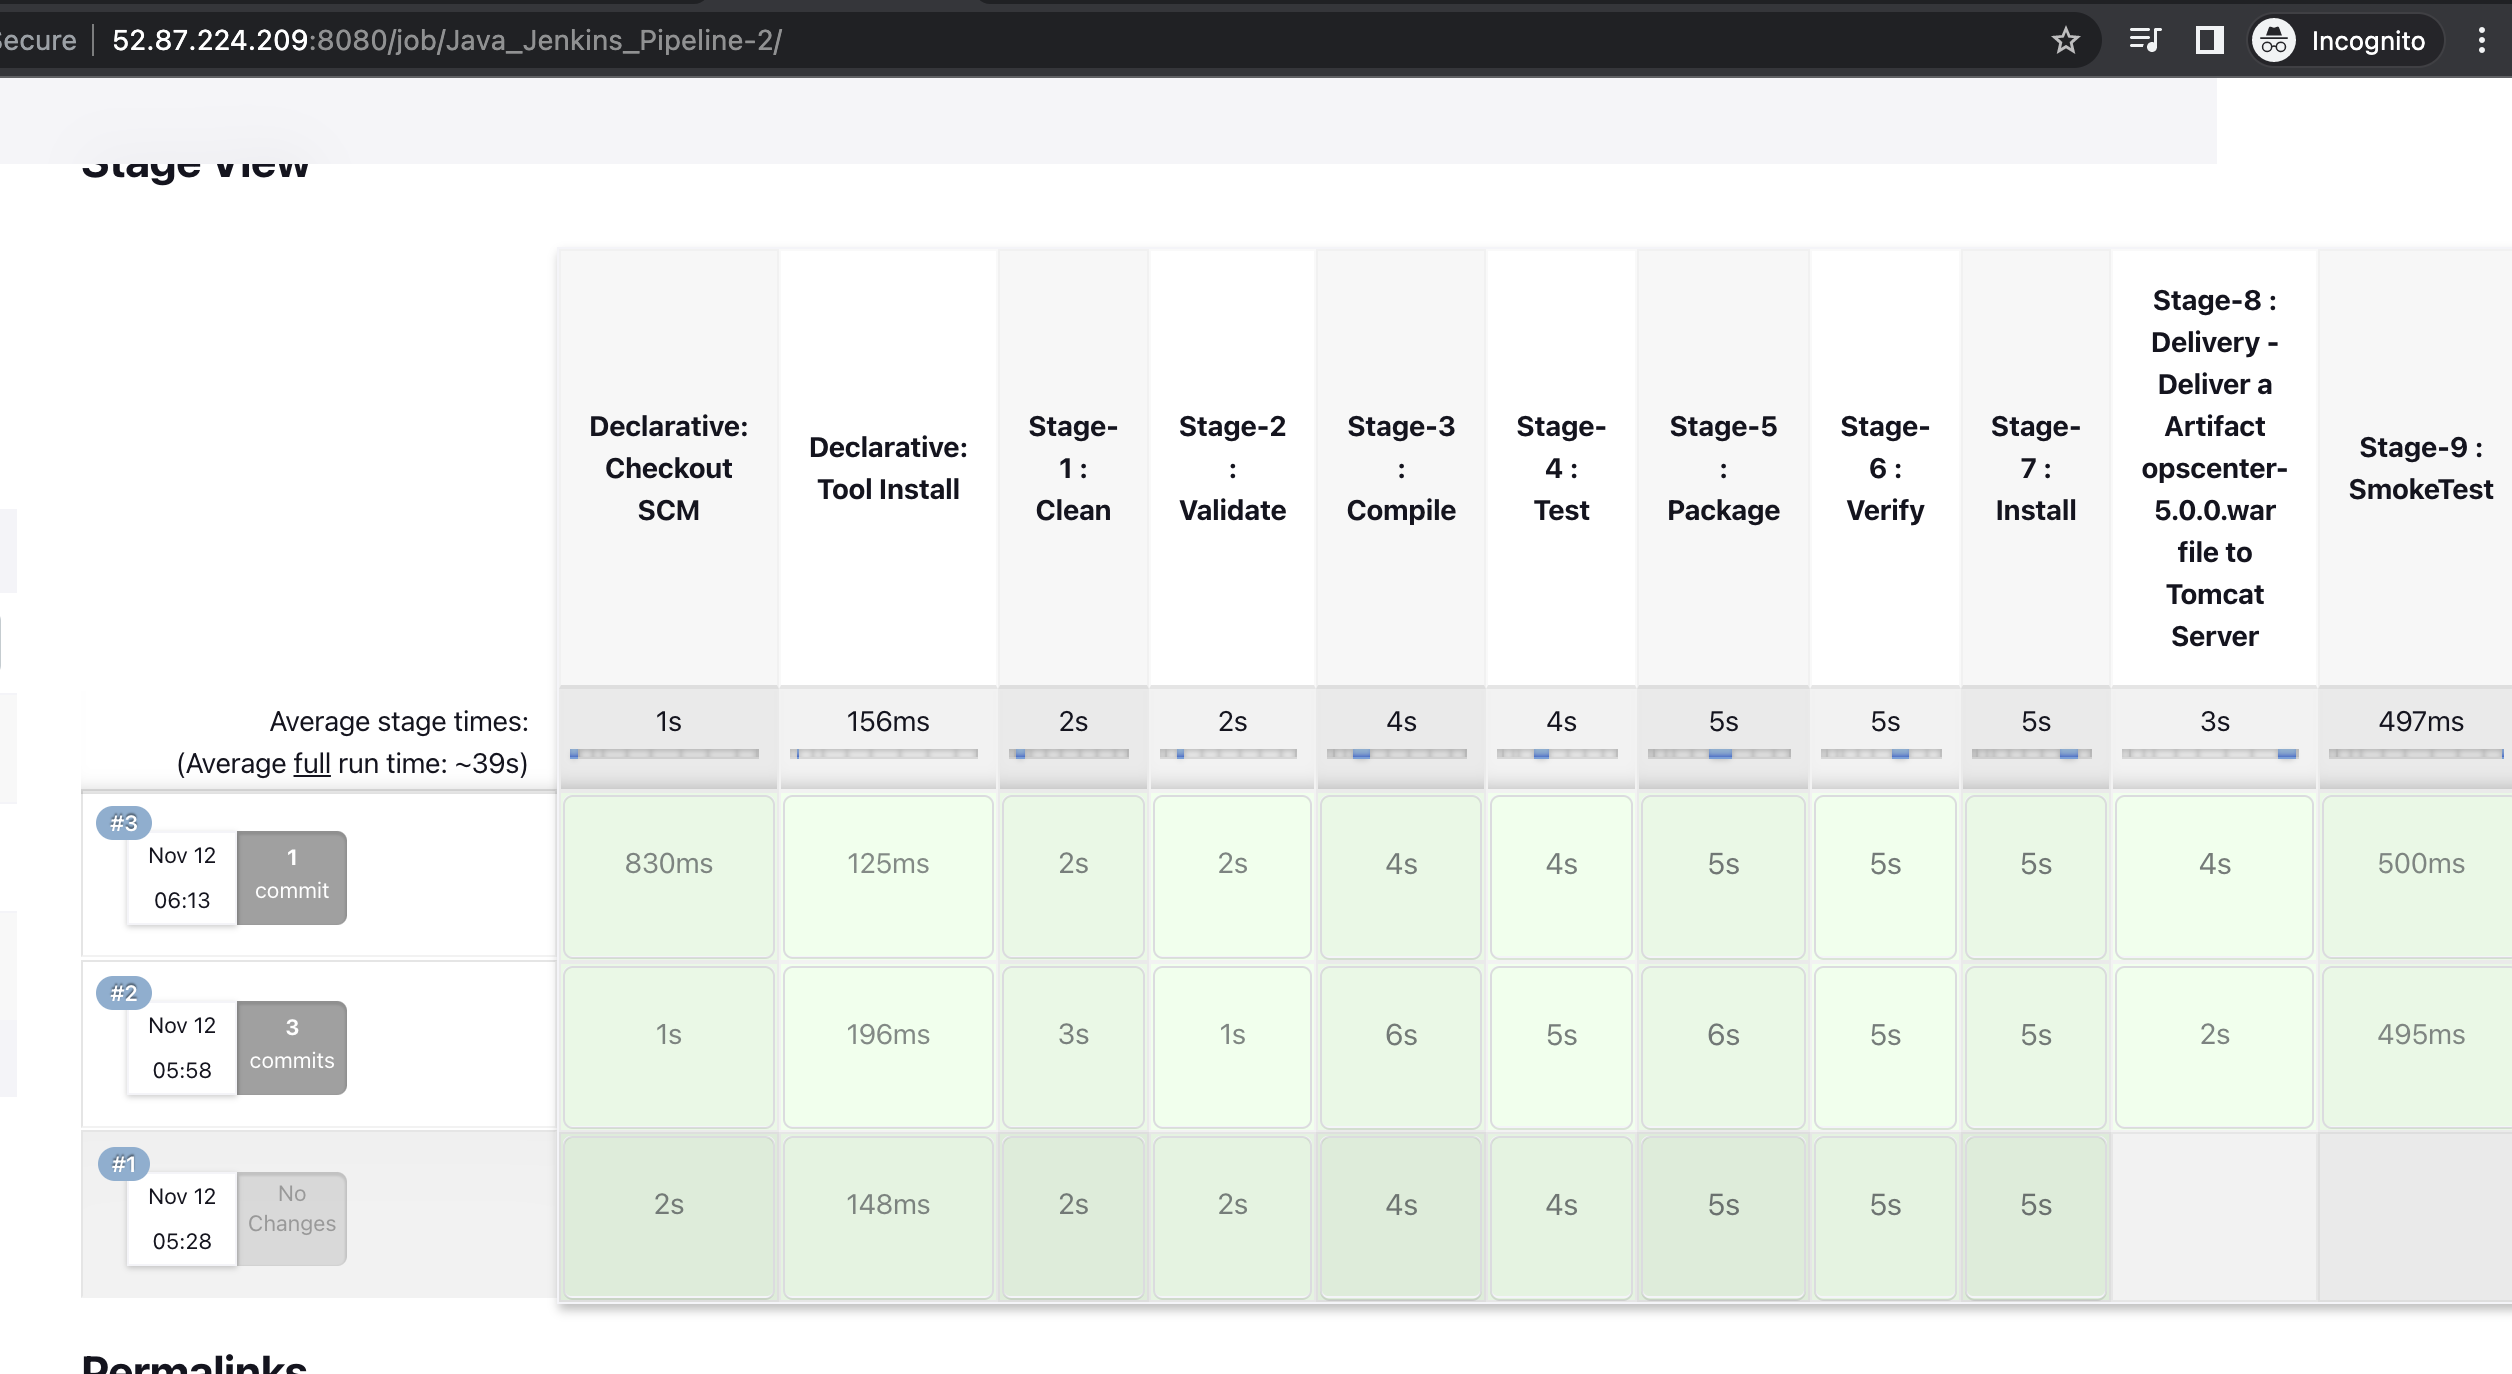 ecure
52.87.224.209:8080/job/Java_Jenkins_Pipeline-2/
Incognito
Stage View
Declarative:
Checkout
SCM
Declarative:
Tool Install
Stage-
1 :
Clean
Stage-2
:
Validate
Stage-3
:
Compile
Stage-
4 :
Test
Stage-5
:
Package
Stage-
6 :
Verify
Stage-
7 :
Install
Stage-8 :
Delivery -
Deliver a
Artifact
opscenter-
5.0.0.war
file to
Tomcat
Server
Stage-9 :
SmokeTest
Average stage times:
(Average full run time: ~39s)
1s
156ms
2s
2s
4s
4s
5s
5s
5s
3s
497ms
#3
Nov 12
06:13
1
commit
830ms
125ms
2s
2s
4s
4s
5s
5s
5s
4s
500ms
#2
Nov 12
05:58
3
commits
1s
196ms
3s
1s
6s
5s
6s
5s
5s
2s
495ms
#1
Nov 12
05:28
No
Changes
2s
148ms
2s
2s
4s
4s
5s
5s
5s
Permalinks